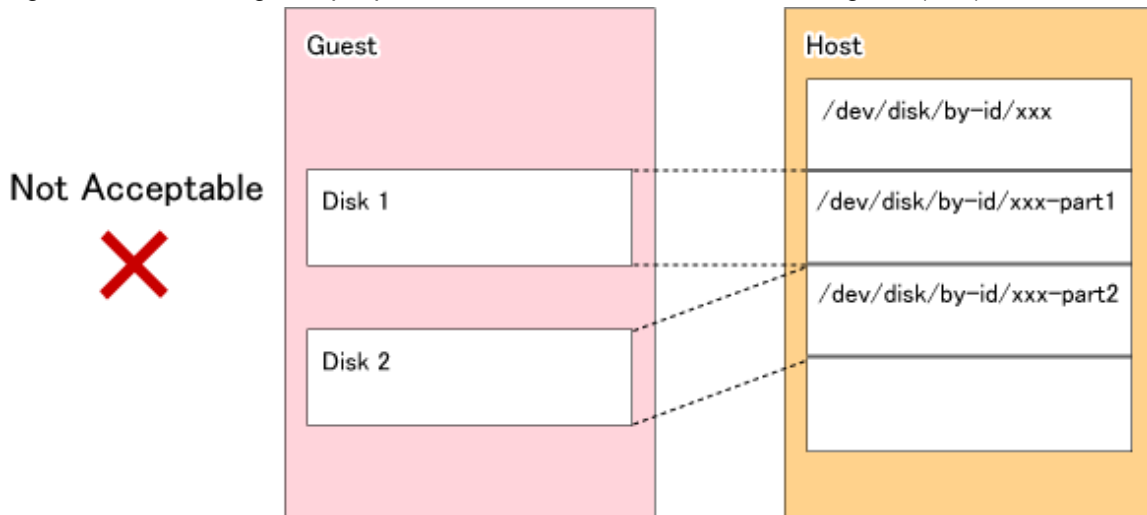 Guest
Host
/dev/disk/by-id/xxx
Not Acceptable
Disk 1
/dev/disk/by-id/xxx-part1
/dev/disk/by-id/xxx-part2
Disk 2